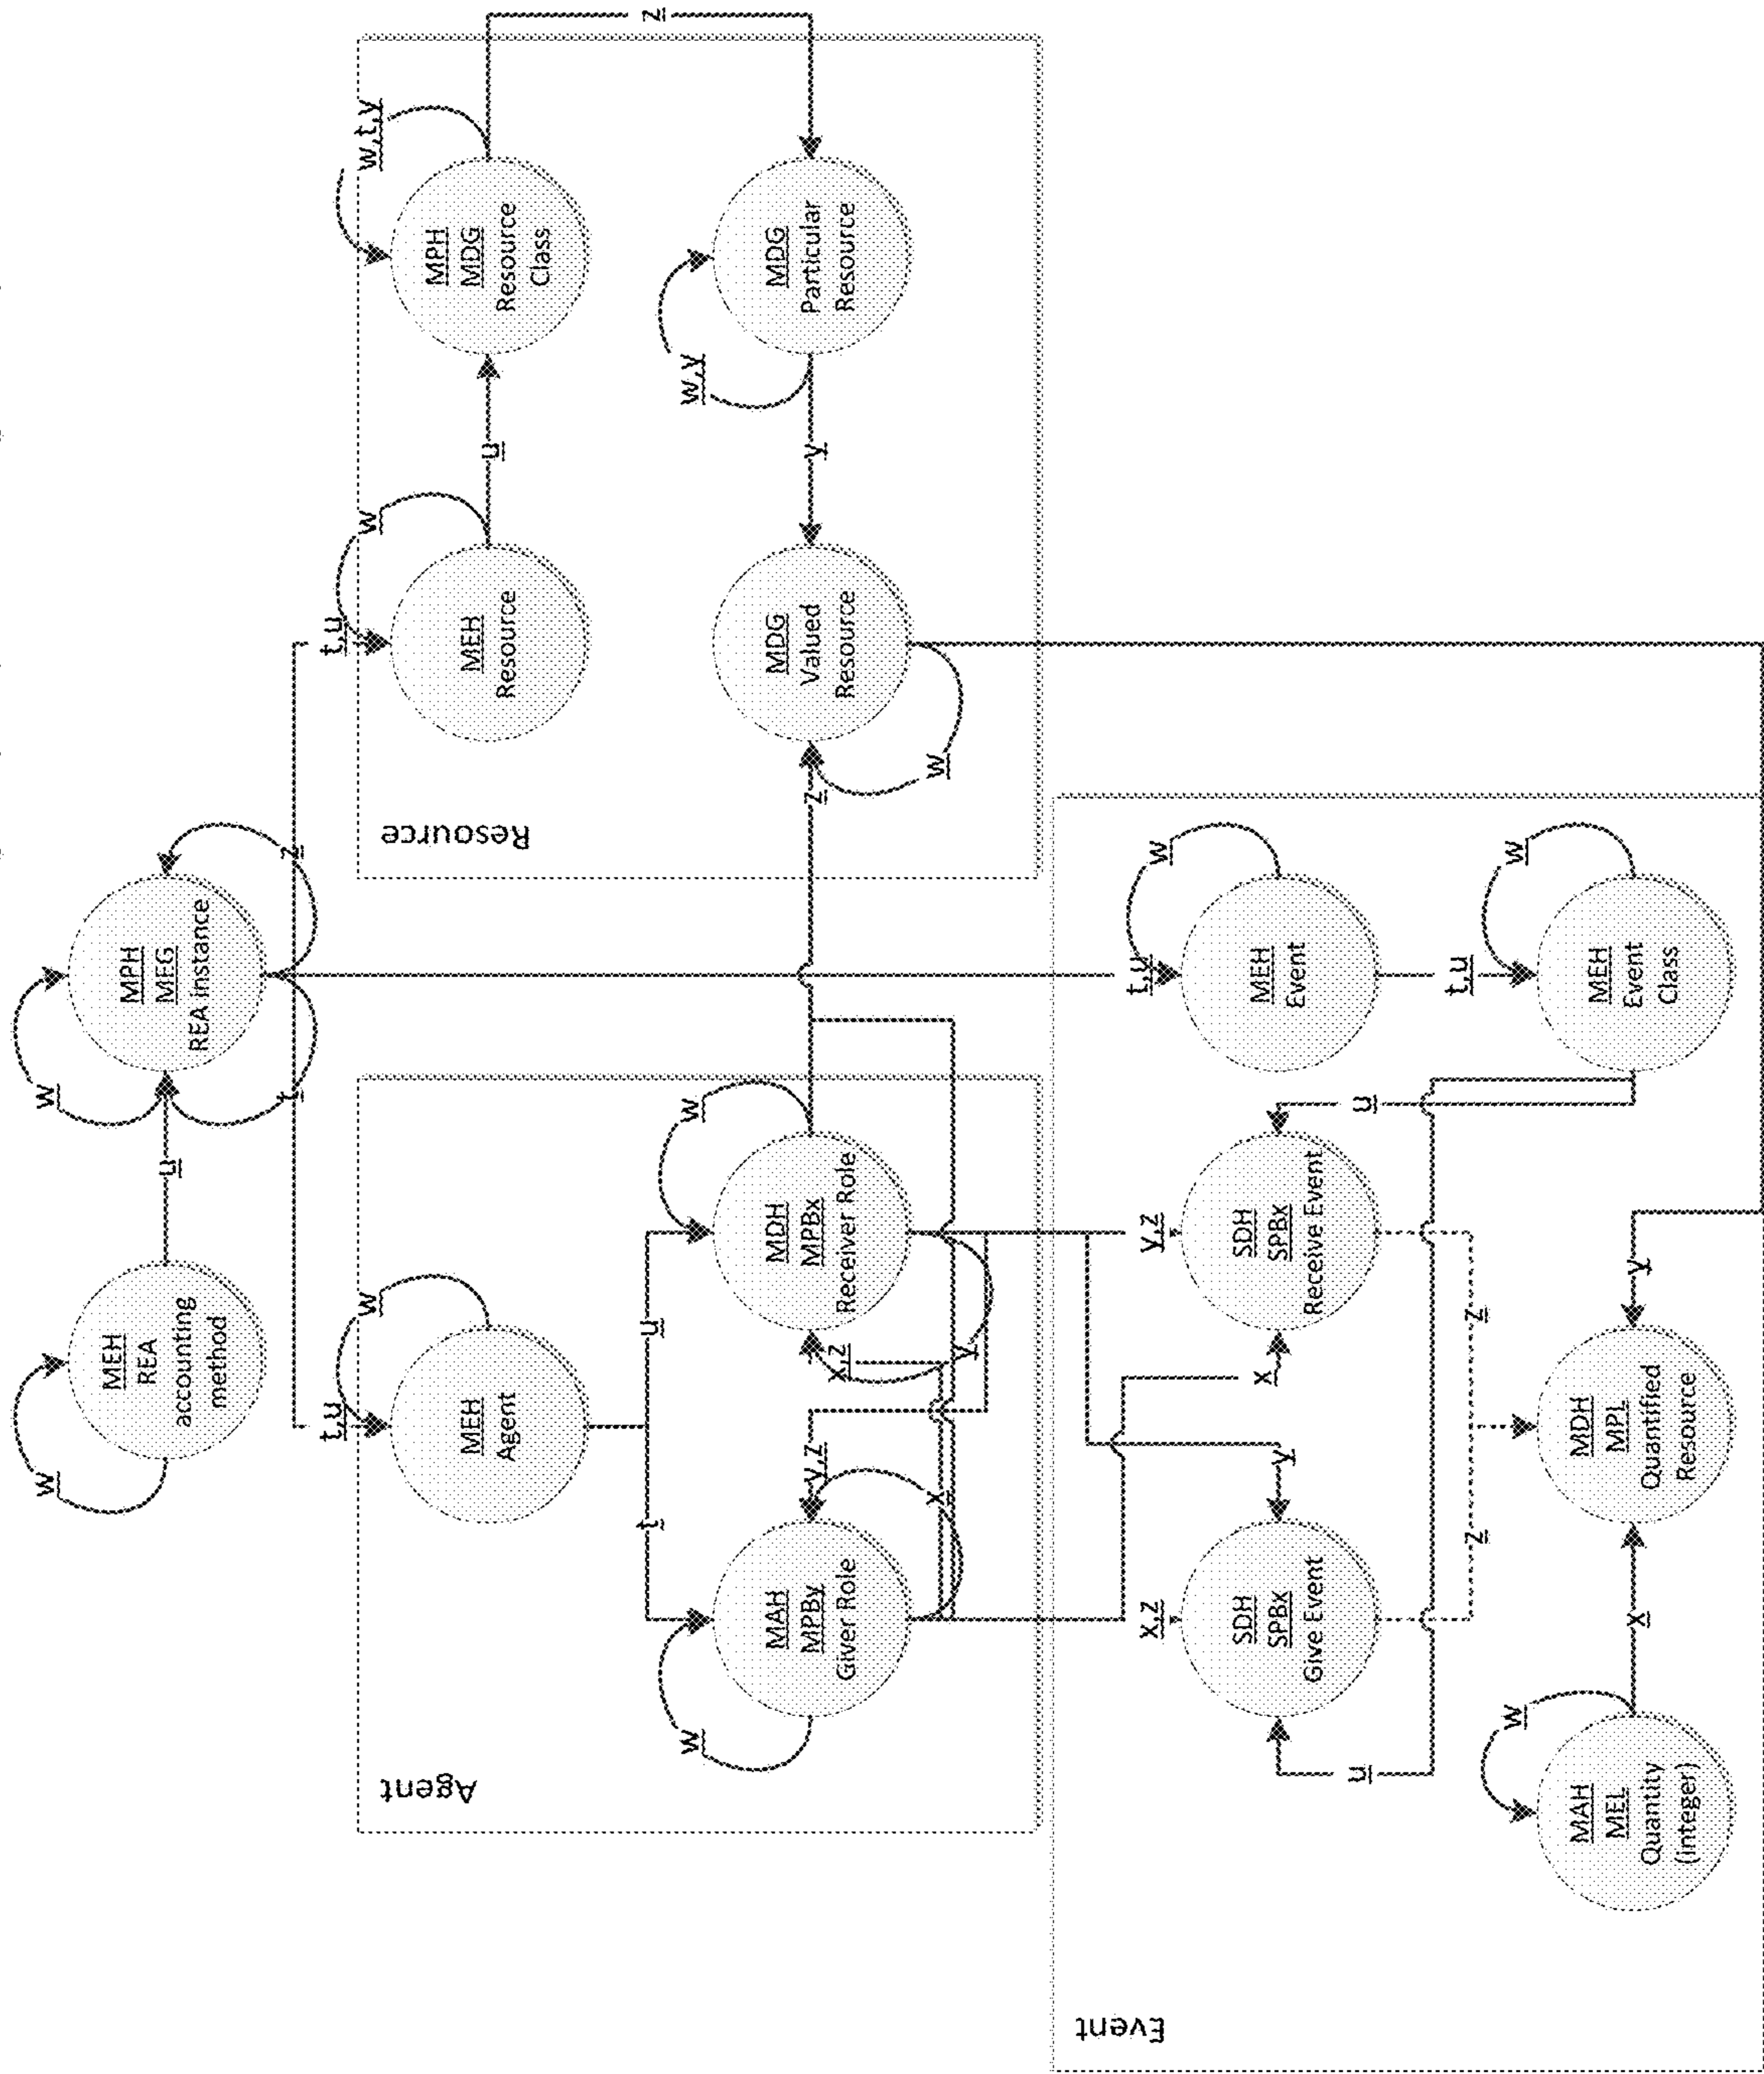 w
MEH
REA
accounting
method
u
w
MPH
MEG
REA instance
t
z
t,u
t,u
t,u
Agent
w
MEH
Agent
t
u
w
MAH
MPBy
Giver Role
x
y,z
w
MDH
MPBx
Receiver Role
x,z
y
Resource
w
MEH
Resource
u
w,t,y
MPH
MDG
Resource
Class
z
w,y
MDG
Particular
Resource
y
MDG
Valued
Resource
w
z
Event
w
MEH
Event
t,u
w
MEH
Event
Class
u
u
x,z
SDH
SPBx
Give Event
y
y,z
SDH
SPBx
Receive Event
x
z
z
w
MAH
MEL
Quantity
(integer)
x
MDH
MPL
Quantified
Resource
y